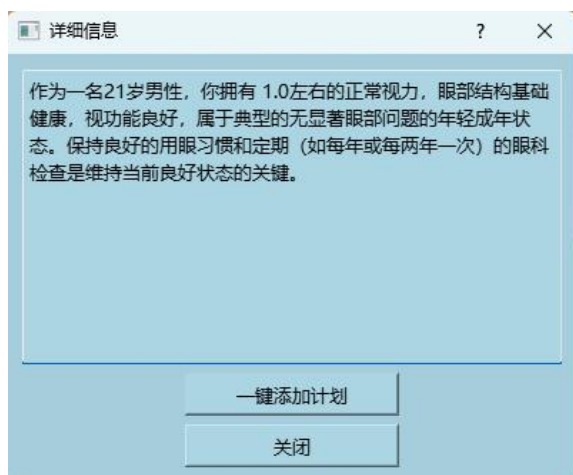 详细信息
作为一名21岁男性，你拥有 1.0左右的正常视力，眼部结构基础
健康，视功能良好，属于典型的无显著眼部问题的年轻成年状
态。保持良好的用眼习惯和定期（如每年或每两年一次）的眼科
检查是维持当前良好状态的关键。
一键添加计划
关闭